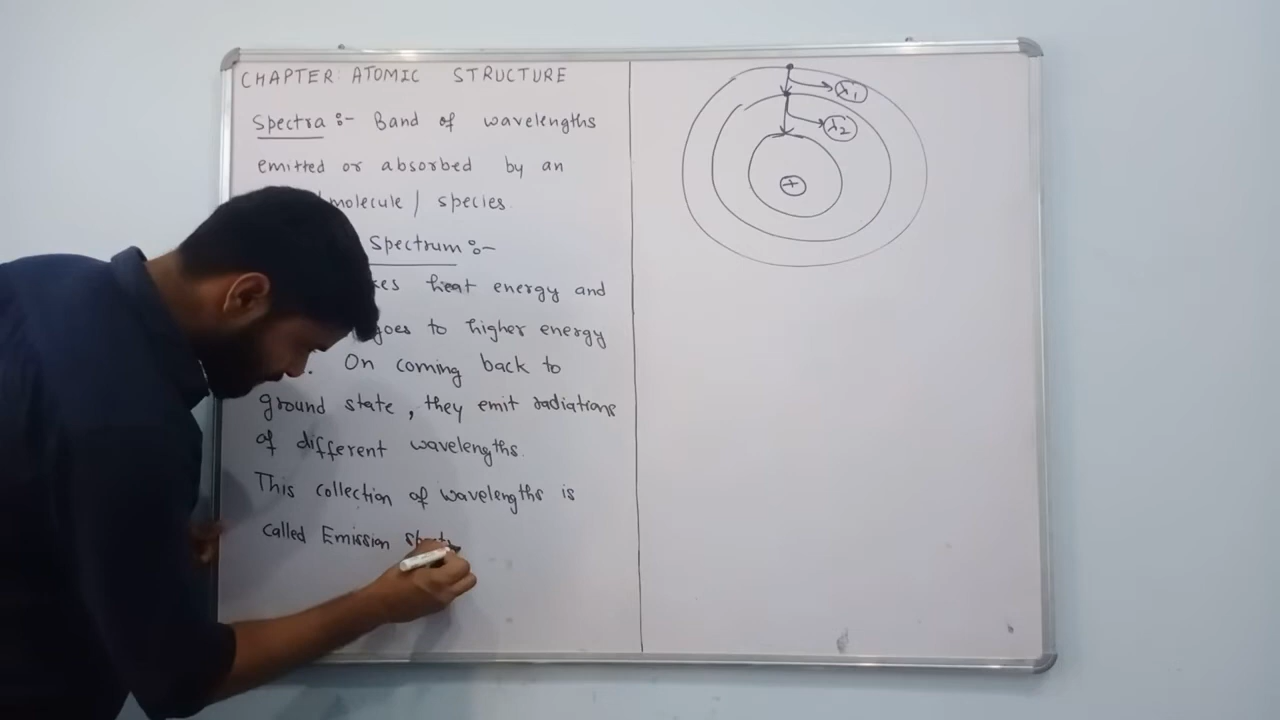 CHAPTER: ATOMIC STRUCTURE
Spectra :- Band of wavelengths
emitted or absorbed by an
molecule / species
Spectrum :-
heat energy and
goes to higher energy
. On coming back to
ground state, they emit radiations
of different wavelengths.
This collection of wavelengths is
called Emission
λ1
λ2
+